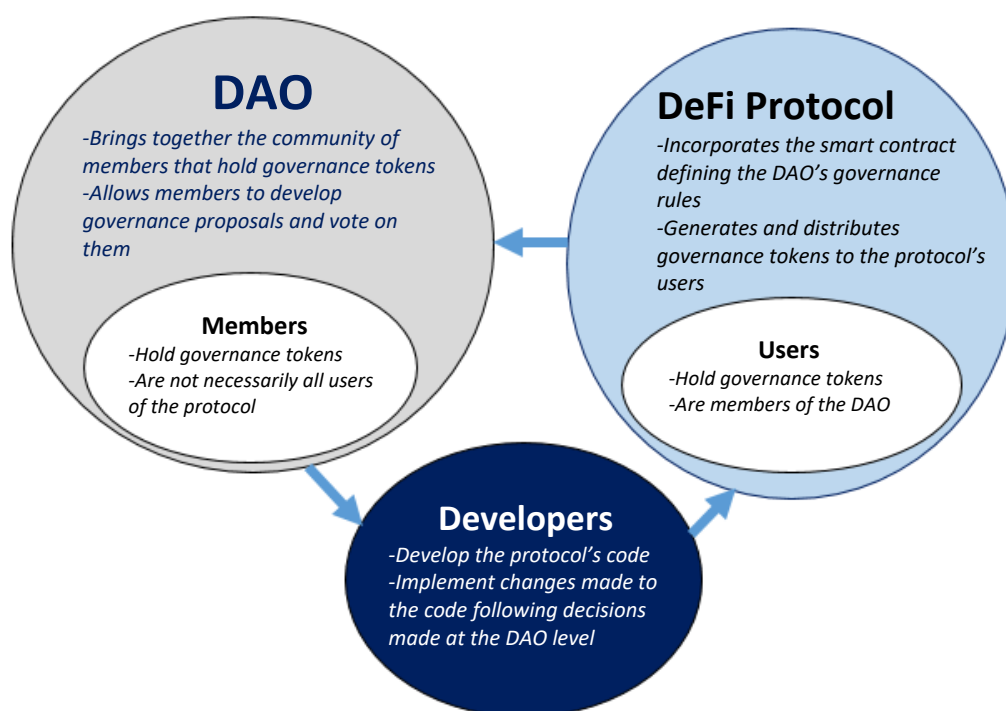 DAO
-Brings together the community of
members that hold governance tokens
-Allows members to develop
governance proposals and vote on
them
Members
-Hold governance tokens
-Are not necessarily all users
of the protocol
DeFi Protocol
-Incorporates the smart contract
defining the DAO’s governance
rules
-Generates and distributes
governance tokens to the protocol’s
users
Users
-Hold governance tokens
-Are members of the DAO
Developers
-Develop the protocol’s code
-Implement changes made to
the code following decisions
made at the DAO level